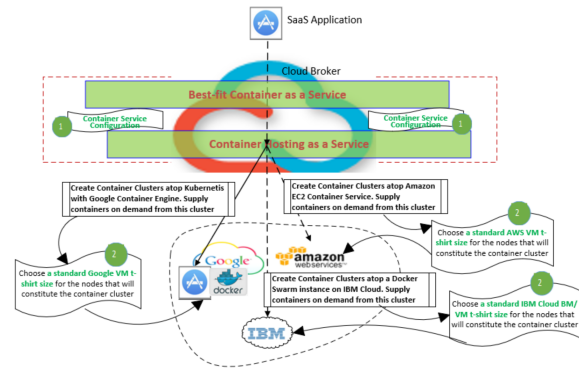 SaaS Application
Cloud Broker
Best-fit Container as a Service
1
Container Service
Configuration
Container Service
Configuration
1
Container Hosting as a Service
Create Container Clusters atop Kubernetis
with Google Container Engine. Supply
containers on demand from this cluster
Create Container Clusters atop Amazon
EC2 Container Service. Supply
containers on demand from this cluster
2
Choose a standard Google VM t-
shirt size for the nodes that will
constitute the container cluster
2
Choose a standard AWS VM t-
shirt size for the nodes that will
constitute the container cluster
Google
docker
amazon
webservices
Create Container Clusters atop a Docker
Swarm instance on IBM Cloud. Supply
containers on demand from this cluster
2
Choose a standard IBM Cloud BM/
VM t-shirt size for the nodes that
will constitute the container cluster
IBM